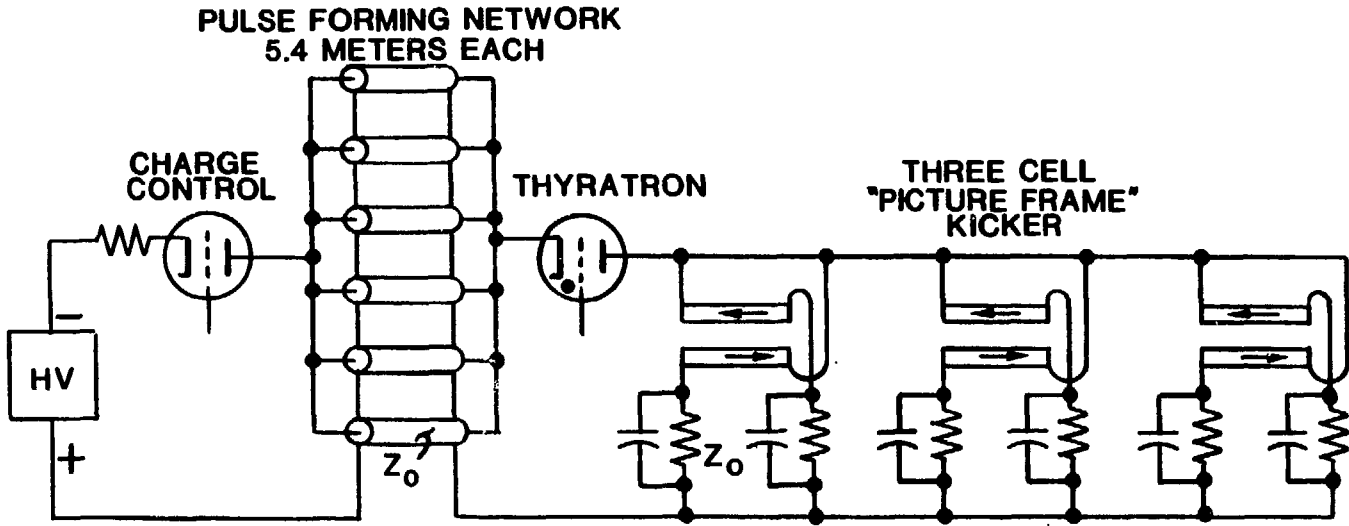 PULSE FORMING NETWORK
5.4 METERS EACH
CHARGE
CONTROL
THYRATRON
THREE CELL
"PICTURE FRAME"
KICKER
−
HV
+
Z₀
Z₀